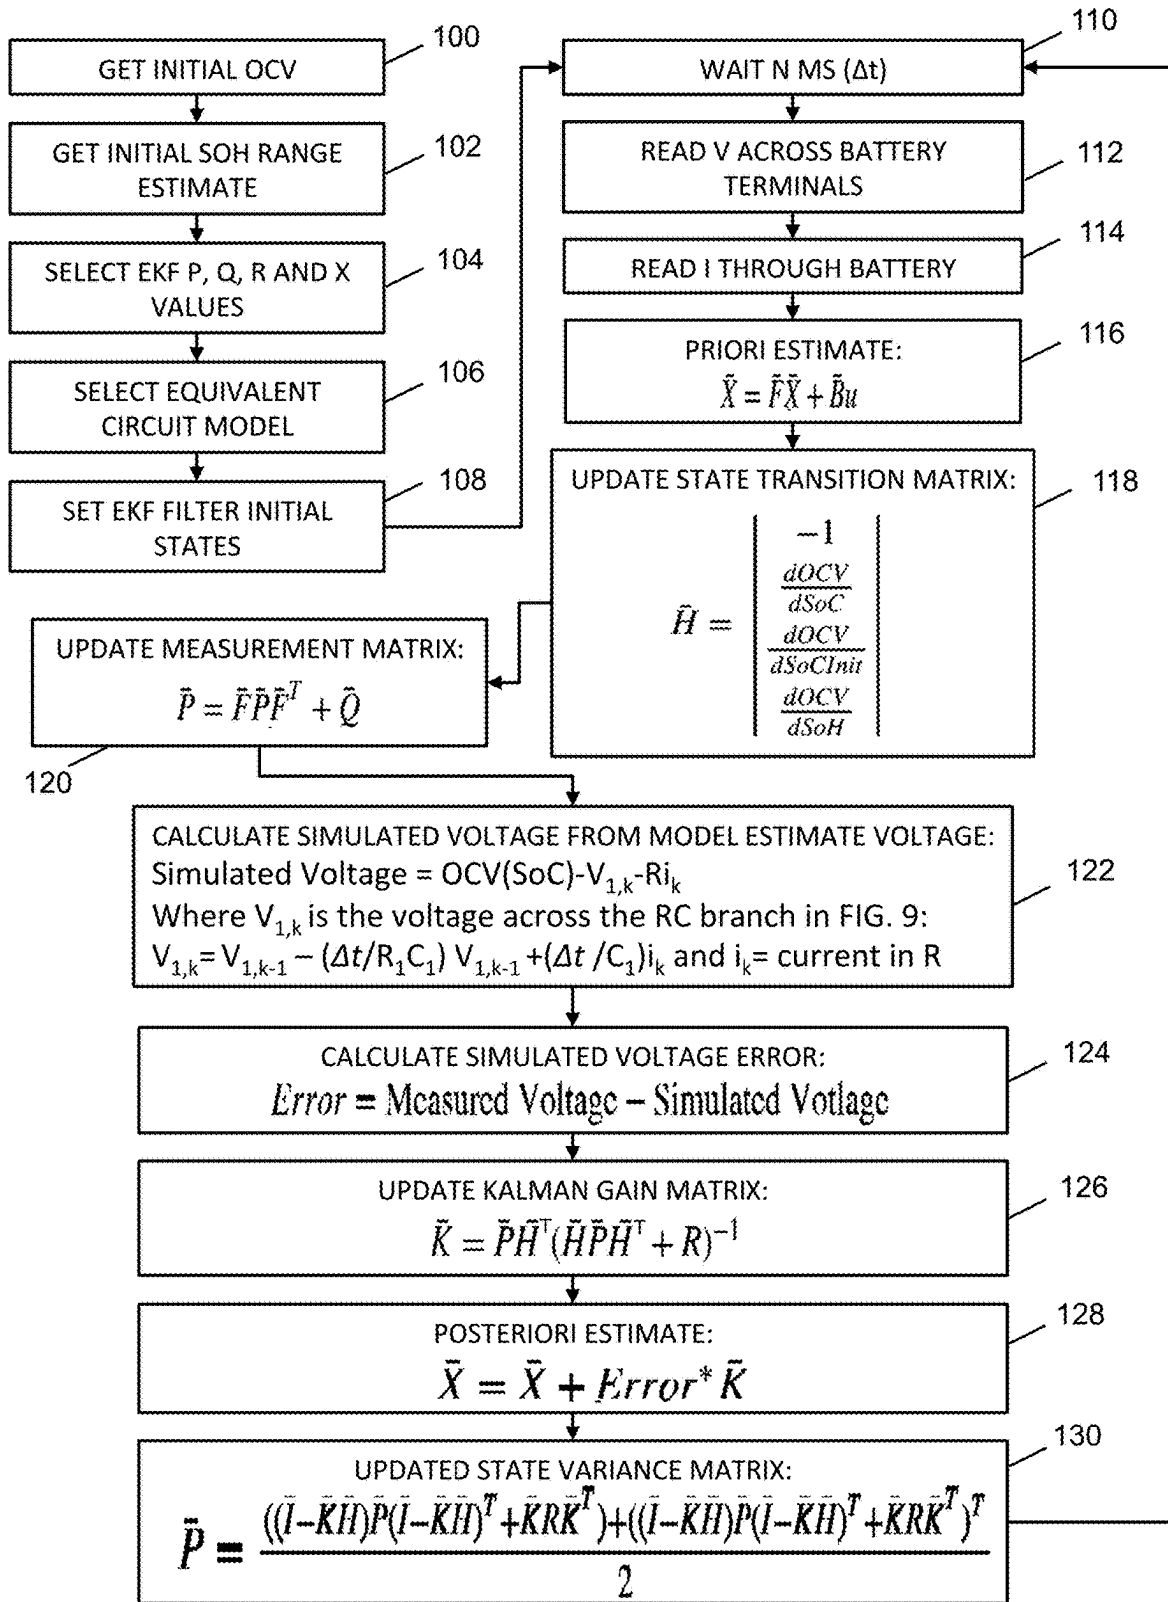 100
GET INITIAL OCV
102
GET INITIAL SOH RANGE
ESTIMATE
104
SELECT EKF P, Q, R AND X
VALUES
106
SELECT EQUIVALENT
CIRCUIT MODEL
108
SET EKF FILTER INITIAL
STATES
110
WAIT N MS (Δt)
112
READ V ACROSS BATTERY
TERMINALS
114
READ I THROUGH BATTERY
116
PRIORI ESTIMATE:
X̄ = F̄X̄ + B̄u
118
UPDATE STATE TRANSITION MATRIX:
−1
dOCV
dSoC
H̄ =
dOCV
dSoCInit
dOCV
dSoH
UPDATE MEASUREMENT MATRIX:
P̄ = F̄P̄F̄ᵀ + Q̄
120
122
CALCULATE SIMULATED VOLTAGE FROM MODEL ESTIMATE VOLTAGE:
Simulated Voltage = OCV(SoC)-V₁,ₖ-Riₖ
Where V₁,ₖ is the voltage across the RC branch in FIG. 9:
V₁,ₖ= V₁,ₖ₋₁ − (Δt/R₁C₁) V₁,ₖ₋₁ +(Δt /C₁)iₖ and iₖ= current in R
124
CALCULATE SIMULATED VOLTAGE ERROR:
Error = Measured Voltage − Simulated Votlage
126
UPDATE KALMAN GAIN MATRIX:
K̄ = P̄H̄ᵀ(H̄P̄H̄ᵀ + R)⁻¹
128
POSTERIORI ESTIMATE:
X̄ = X̄ + Error* K̄
130
UPDATED STATE VARIANCE MATRIX:
P̄ = ((Ī−K̄H̄)P̄(Ī−K̄H̄)ᵀ+K̄RK̄ᵀ)+((Ī−K̄H̄)P̄(Ī−K̄H̄)ᵀ+K̄RK̄ᵀ)ᵀ
2